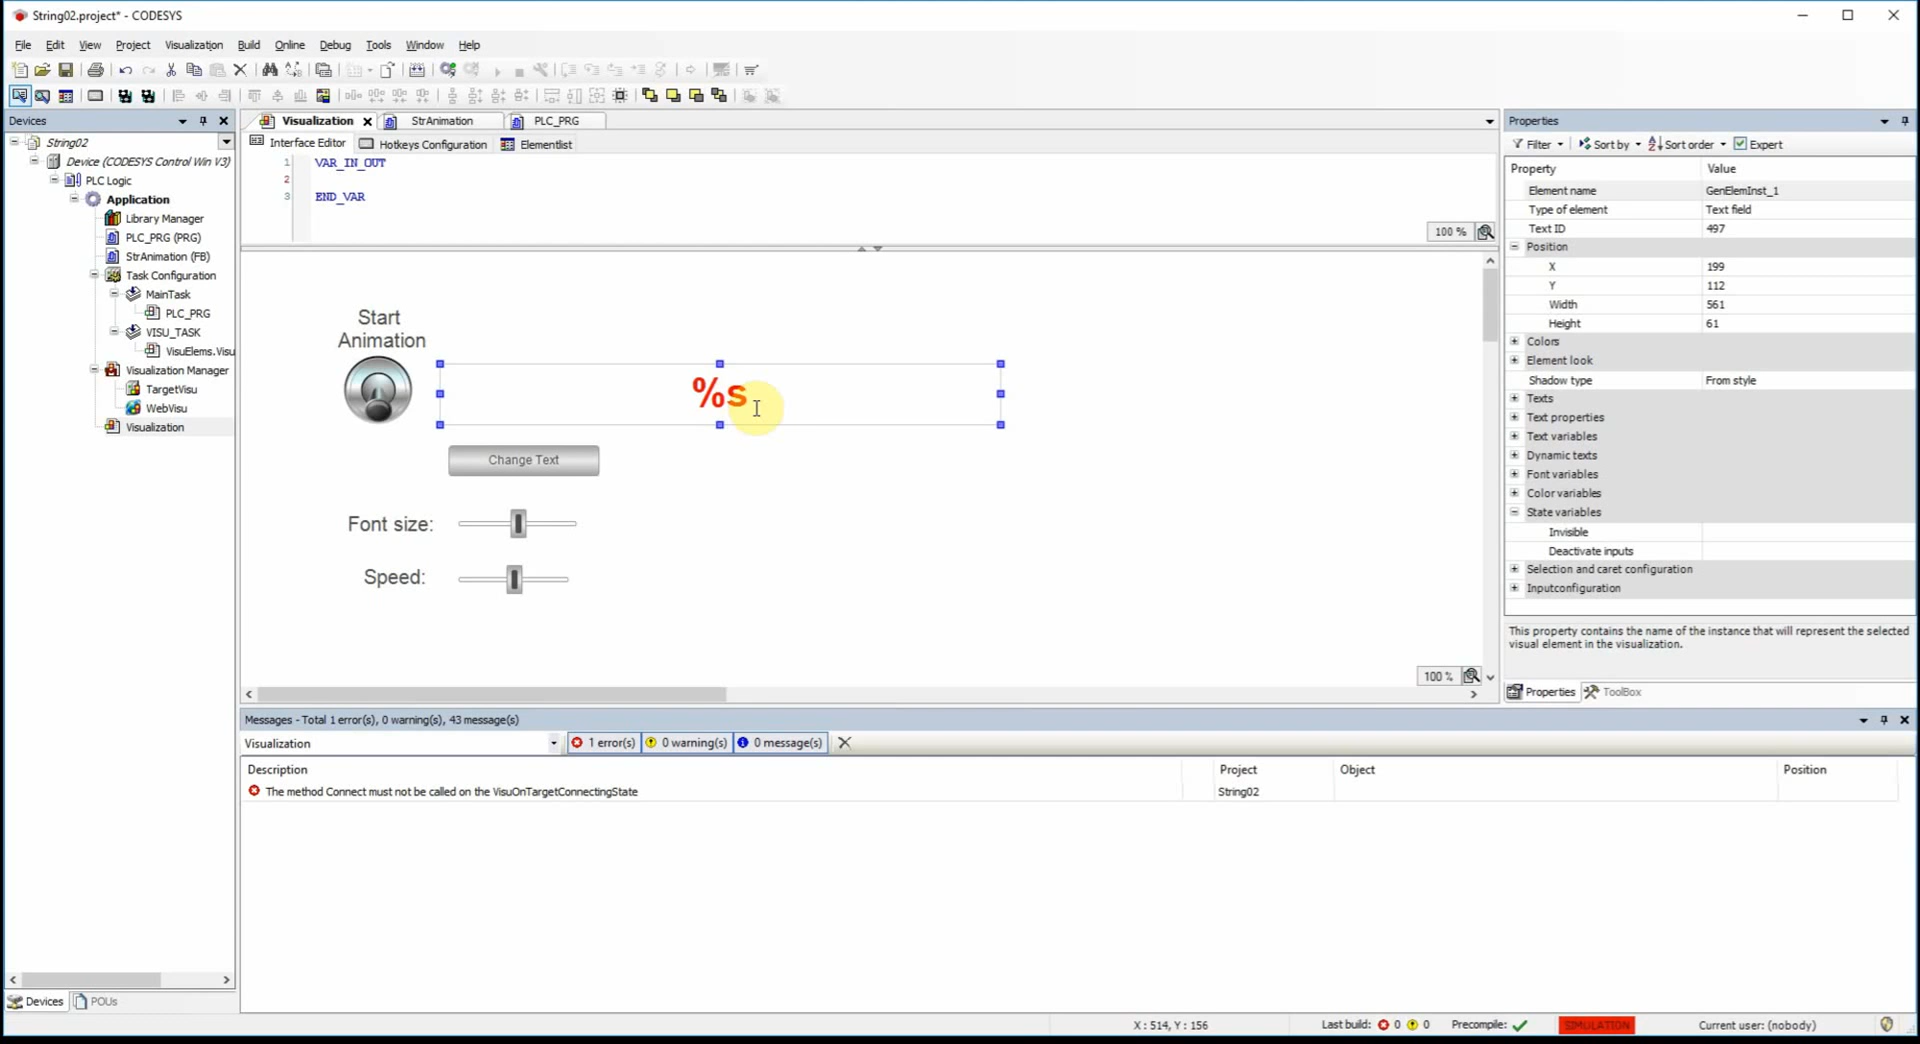 String02.project* - CODESYS
File Edit View Project Visualization Build Online Debug Tools Window Help
Devices
String02
Device (CODESYS Control Win V3)
PLC Logic
Application
Library Manager
PLC_PRG (PRG)
StrAnimation (FB)
Task Configuration
MainTask
PLC_PRG
VISU_TASK
VisuElems.Visu
Visualization Manager
TargetVisu
WebVisu
Visualization
Devices POUs
Visualization StrAnimation PLC_PRG
Interface Editor Hotkeys Configuration Elementlist
1 VAR_IN_OUT
2
3 END_VAR
100 %
Start
Animation
%s
Change Text
Font size:
Speed:
100 %
Properties
Filter Sort by Sort order Expert
Property Value
Element name GenElemInst_1
Type of element Text field
Text ID 497
Position
X 199
Y 112
Width 561
Height 61
Colors
Element look
Shadow type From style
Texts
Text properties
Text variables
Dynamic texts
Font variables
Color variables
State variables
Invisible
Deactivate inputs
Selection and caret configuration
Inputconfiguration
This property contains the name of the instance that will represent the selected
visual element in the visualization.
Properties ToolBox
Messages - Total 1 error(s), 0 warning(s), 43 message(s)
Visualization 1 error(s) 0 warning(s) 0 message(s)
Description Project Object Position
The method Connect must not be called on the VisuOnTargetConnectingState String02
X : 514, Y : 156 Last build: 0 0 Precompile: SIMULATION Current user: (nobody)